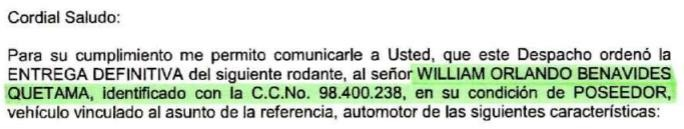 Cordial Saludo:
Para su cumplimiento me permito comunicarle a Usted, que este Despacho ordenó la
ENTREGA DEFINITIVA del siguiente rodante, al señor WILLIAM ORLANDO BENAVIDES
QUETAMA, identificado con la C.C.No. 98.400.238, en su condición de POSEEDOR,
vehículo vinculado al asunto de la referencia, automotor de las siguientes características: